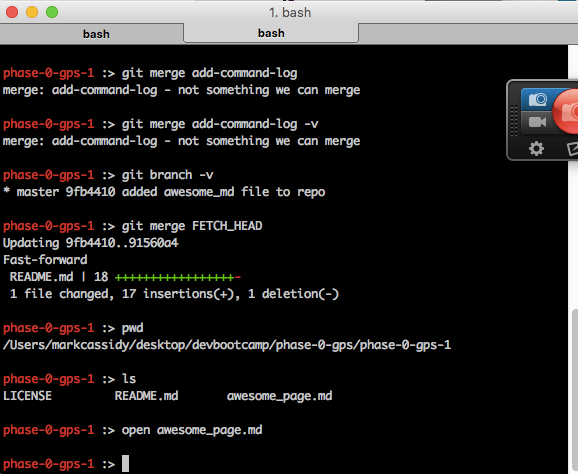 1. bash
bash bash
phase-0-gps-1 :> git merge add-command-log
merge: add-command-log - not something we can merge
phase-0-gps-1 :> git merge add-command-log -v
merge: add-command-log - not something we can merge
phase-0-gps-1 :> git branch -v
* master 9fb4410 added awesome_md file to repo
phase-0-gps-1 :> git merge FETCH_HEAD
Updating 9fb4410..91560a4
Fast-forward
README.md | 18 +++++++++++++++++-
1 file changed, 17 insertions(+), 1 deletion(-)
phase-0-gps-1 :> pwd
/Users/markcassidy/desktop/devbootcamp/phase-0-gps/phase-0-gps-1
phase-0-gps-1 :> ls
LICENSE README.md awesome_page.md
phase-0-gps-1 :> open awesome_page.md
phase-0-gps-1 :>